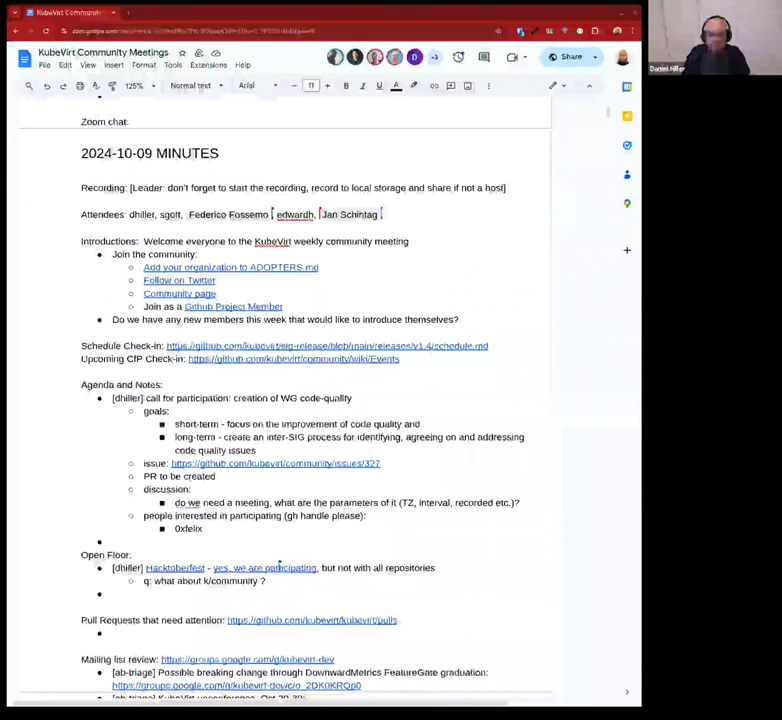 KubeVirt Community
KubeVirt Community Meetings
File Edit View Insert Format Tools Extensions Help
+3
Share
125% Normal text Arial 11
Daniel Hiller
Zoom chat:
2024-10-09 MINUTES
Recording: [Leader: don't forget to start the recording, record to local storage and share if not a host]
Attendees: dhiller, sgott, Federico Fossemo edwardh, Jan Schintag
Introductions: Welcome everyone to the KubeVirt weekly community meeting
Join the community:
Add your organization to ADOPTERS.md
Follow on Twitter
Community page
Join as a Github Project Member
Do we have any new members this week that would like to introduce themselves?
Schedule Check-in: https://github.com/kubevirt/sig-release/blob/main/releases/v1.4/schedule.md
Upcoming CfP Check-in: https://github.com/kubevirt/community/wiki/Events
Agenda and Notes:
[dhiller] call for participation: creation of WG code-quality
goals:
short-term - focus on the improvement of code quality and
long-term - create an inter-SIG process for identifying, agreeing on and addressing
code quality issues
issue: https://github.com/kubevirt/community/issues/327
PR to be created
discussion:
do we need a meeting, what are the parameters of it (TZ, interval, recorded etc.)?
people interested in participating (gh handle please):
0xfelix
Open Floor:
[dhiller] Hacktoberfest - yes, we are participating, but not with all repositories
q: what about k/community ?
Pull Requests that need attention: https://github.com/kubevirt/kubevirt/pulls
Mailing list review: https://groups.google.com/g/kubevirt-dev
[ab-triage] Possible breaking change through DownwardMetrics FeatureGate graduation:
https://groups.google.com/g/kubevirt-dev/c/o_2DK0KRQp0